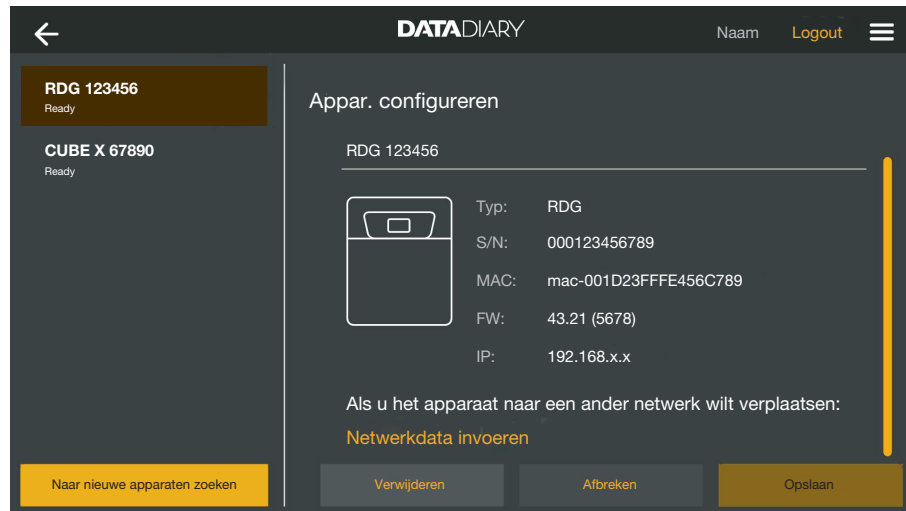 DATADIARY
Naam Logout
RDG 123456
Ready
CUBE X 67890
Ready
Naar nieuwe apparaten zoeken
Appar. configureren
RDG 123456
Typ: RDG
S/N: 000123456789
MAC: mac-001D23FFFE456C789
FW: 43.21 (5678)
IP: 192.168.x.x
Als u het apparaat naar een ander netwerk wilt verplaatsen:
Netwerkdata invoeren
Verwijderen Afbreken Opslaan